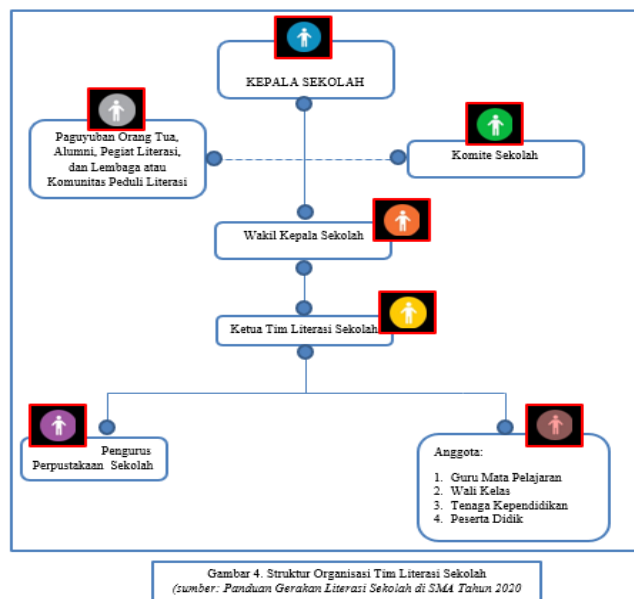 KEPALA SEKOLAH
Paguyuban Orang Tua,
Alumni, Pegiat Literasi,
dan Lembaga atau
Komunitas Peduli Literasi
Komite Sekolah
Wakil Kepala Sekolah
Ketua Tim Literasi Sekolah
Pengurus
Perpustakaan Sekolah
Anggota:
1. Guru Mata Pelajaran
2. Wali Kelas
3. Tenaga Kependidikan
4. Peserta Didik
Gambar 4. Struktur Organisasi Tim Literasi Sekolah
(sumber: Panduan Gerakan Literasi Sekolah di SMA Tahun 2020